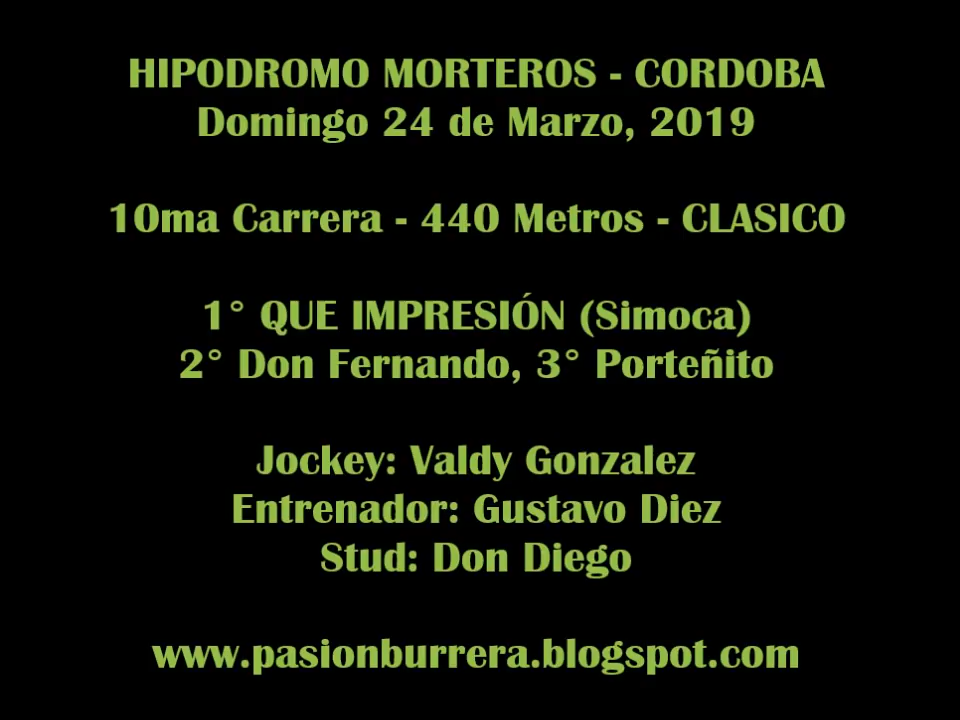 HIPODROMO MORTEROS - CORDOBA
Domingo 24 de Marzo, 2019
10ma Carrera - 440 Metros - CLASICO
1° QUE IMPRESIÓN (Simoca)
2° Don Fernando, 3° Porteñito
Jockey: Valdy Gonzalez
Entrenador: Gustavo Diez
Stud: Don Diego
www.pasionburrera.blogspot.com